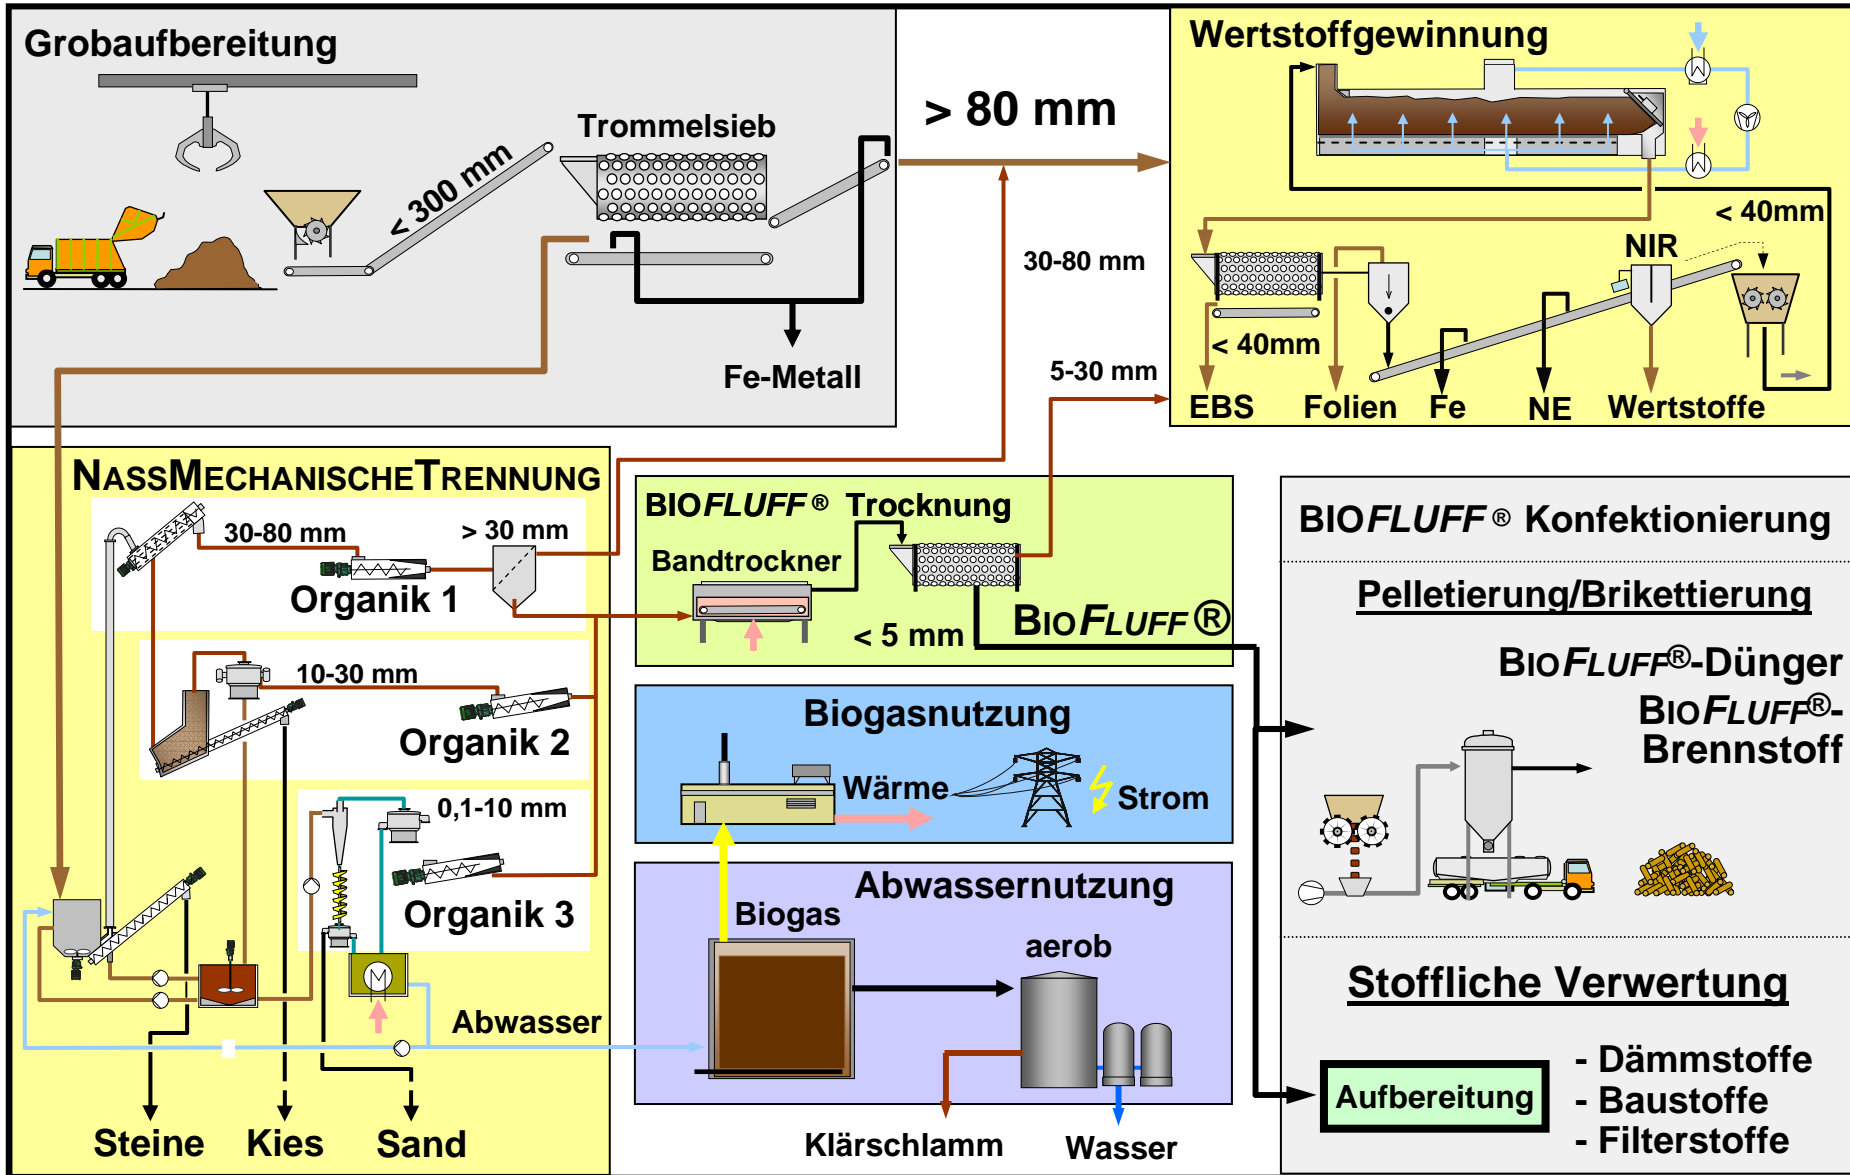 Grobaufbereitung
Trommelsieb
< 300 mm
Fe-Metall
> 80 mm
30-80 mm
5-30 mm
Wertstoffgewinnung
< 40mm
NIR
< 40mm
EBS
Folien
Fe
NE
Wertstoffe
NASSMECHANISCHETRENNUNG
30-80 mm
> 30 mm
Organik 1
10-30 mm
Organik 2
0,1-10 mm
Organik 3
Abwasser
Steine
Kies
Sand
BIOFLUFF® Trocknung
Bandtrockner
< 5 mm
BIOFLUFF®
Biogasnutzung
Wärme
Strom
Abwassernutzung
Biogas
aerob
Klärschlamm
Wasser
BIOFLUFF® Konfektionierung
Pelletierung/Brikettierung
BIOFLUFF®-Dünger
BIOFLUFF®-
Brennstoff
Stoffliche Verwertung
Aufbereitung
- Dämmstoffe
- Baustoffe
- Filterstoffe